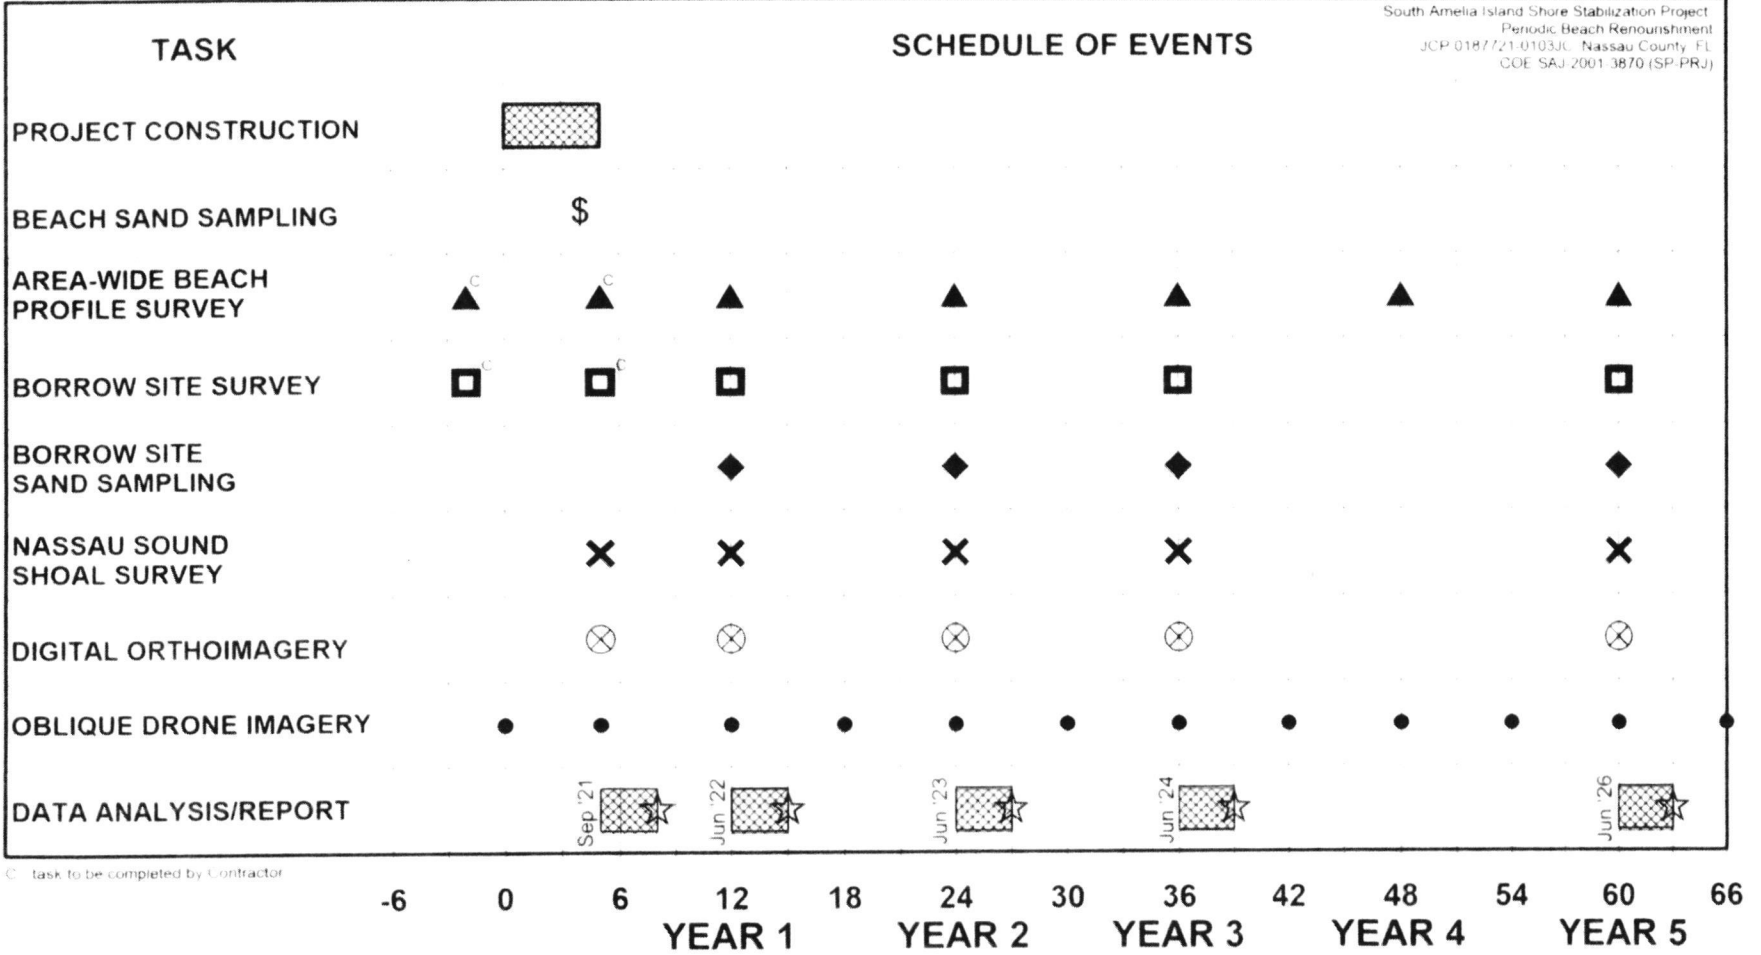 South Amelia Island Shore Stabilization Project
Periodic Beach Renourishment
JCP 0187721-0103JC Nassau County FL
COE SAJ-2001-3870 (SP-PRJ)
TASK
SCHEDULE OF EVENTS
PROJECT CONSTRUCTION
BEACH SAND SAMPLING
$
AREA-WIDE BEACH
PROFILE SURVEY
C C
BORROW SITE SURVEY
C C
BORROW SITE
SAND SAMPLING
NASSAU SOUND
SHOAL SURVEY
DIGITAL ORTHOIMAGERY
OBLIQUE DRONE IMAGERY
DATA ANALYSIS/REPORT
Sep '21
Jun '22
Jun '23
Jun '24
Jun '26
C task to be completed by Contractor
-6 0 6 12 18 24 30 36 42 48 54 60 66
YEAR 1 YEAR 2 YEAR 3 YEAR 4 YEAR 5